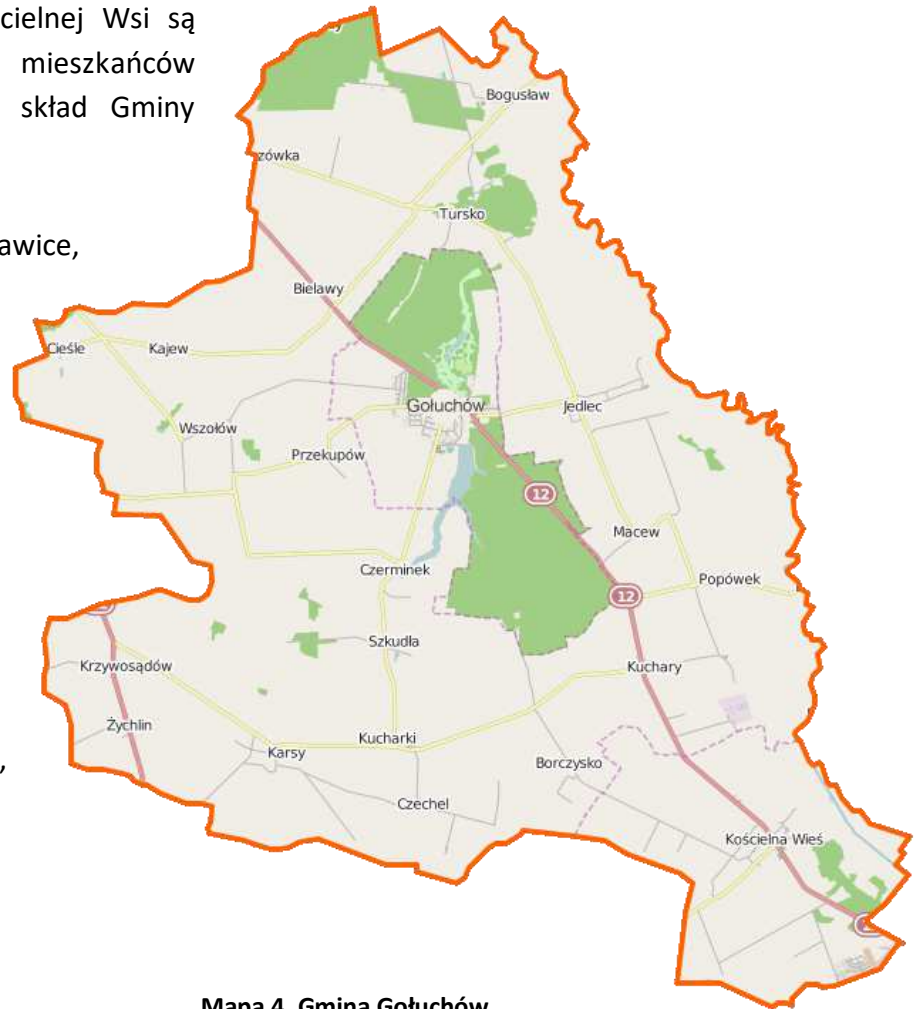 cielnej Wsi są
mieszkańców
skład Gminy
Bogusław
zówka
Tursko
awice,
Bielawy
Cieśle
Kajew
Gołuchów
Jedlec
Wszołów
Przekupów
12
Macew
Czerminek
Popówek
12
Szkudła
Krzywosądów
Kuchary
Żychlin
Kucharki
Karsy
,
Borczysko
Czechel
Kościelna Wieś
Mapa 4. Gmina Gołuchów